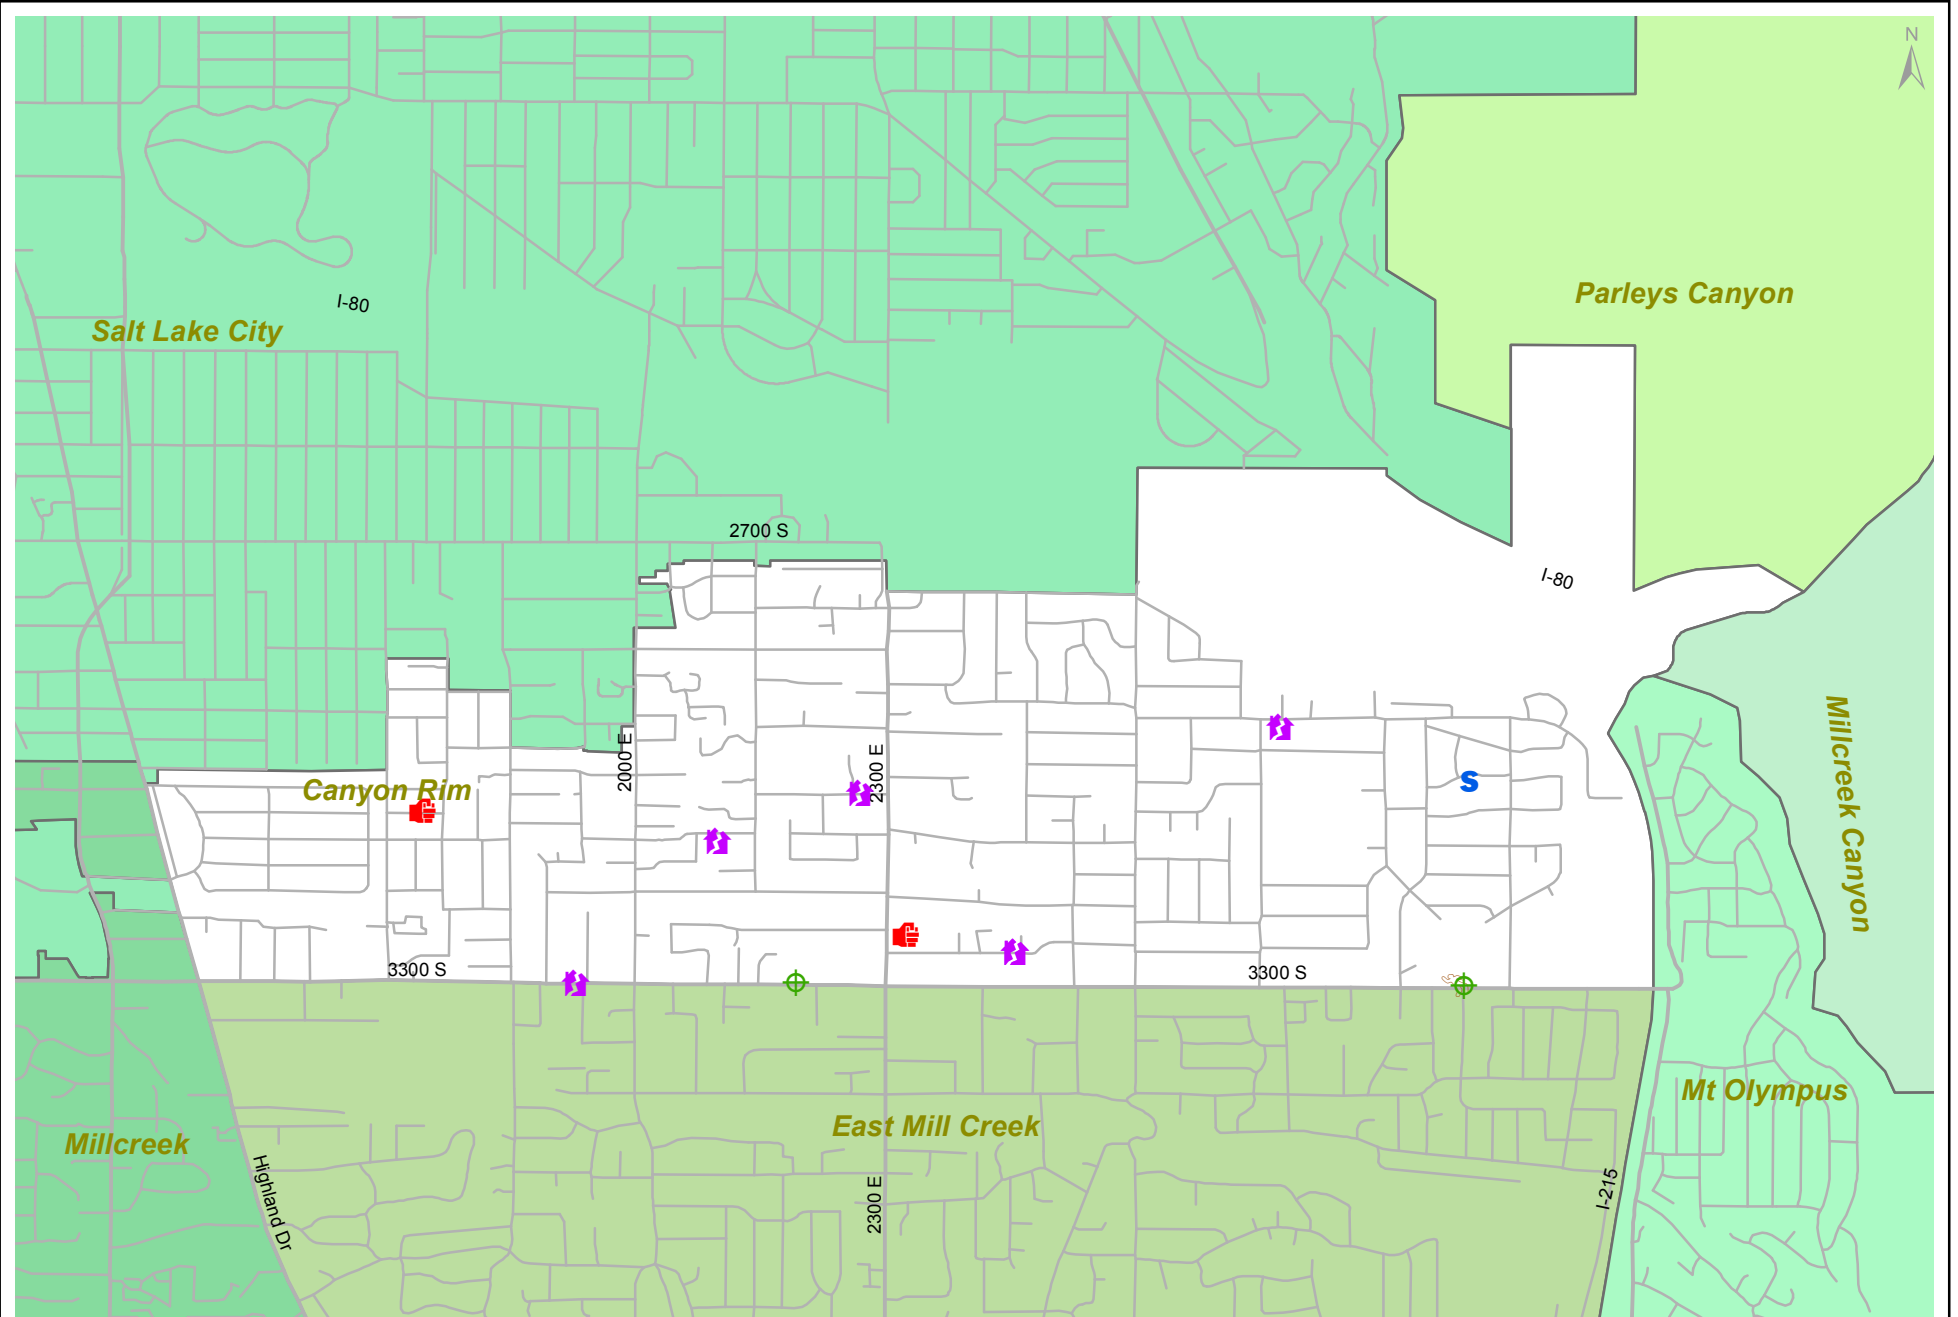 N
Parleys Canyon
I-80
Salt Lake City
2700 S
I-80
Millcreek Canyon
2000 E
2300 E
Canyon Rim
S
3300 S
3300 S
Mt Olympus
East Mill Creek
Millcreek
Highland Dr
2300 E
I-215